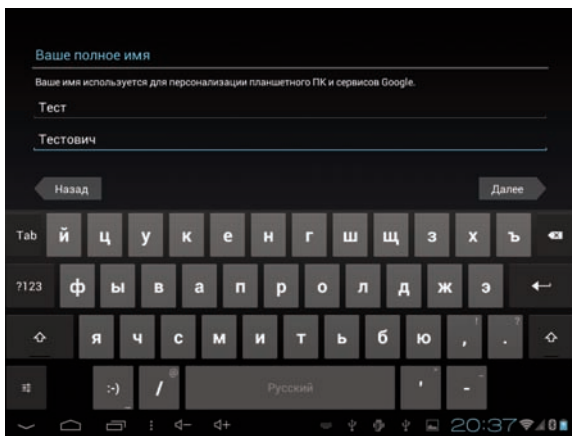 Ваше полное имя
Ваше имя используется для персонализации планшетного ПК и сервисов Google.
Тест
Тестович
Назад Далее
Tab й ц у к е н г ш щ з х ъ
?123 ф ы в а п р о л д ж э
я ч с м и т ь б ю , ! . ?
:-) / @ Русский ' -
20:37